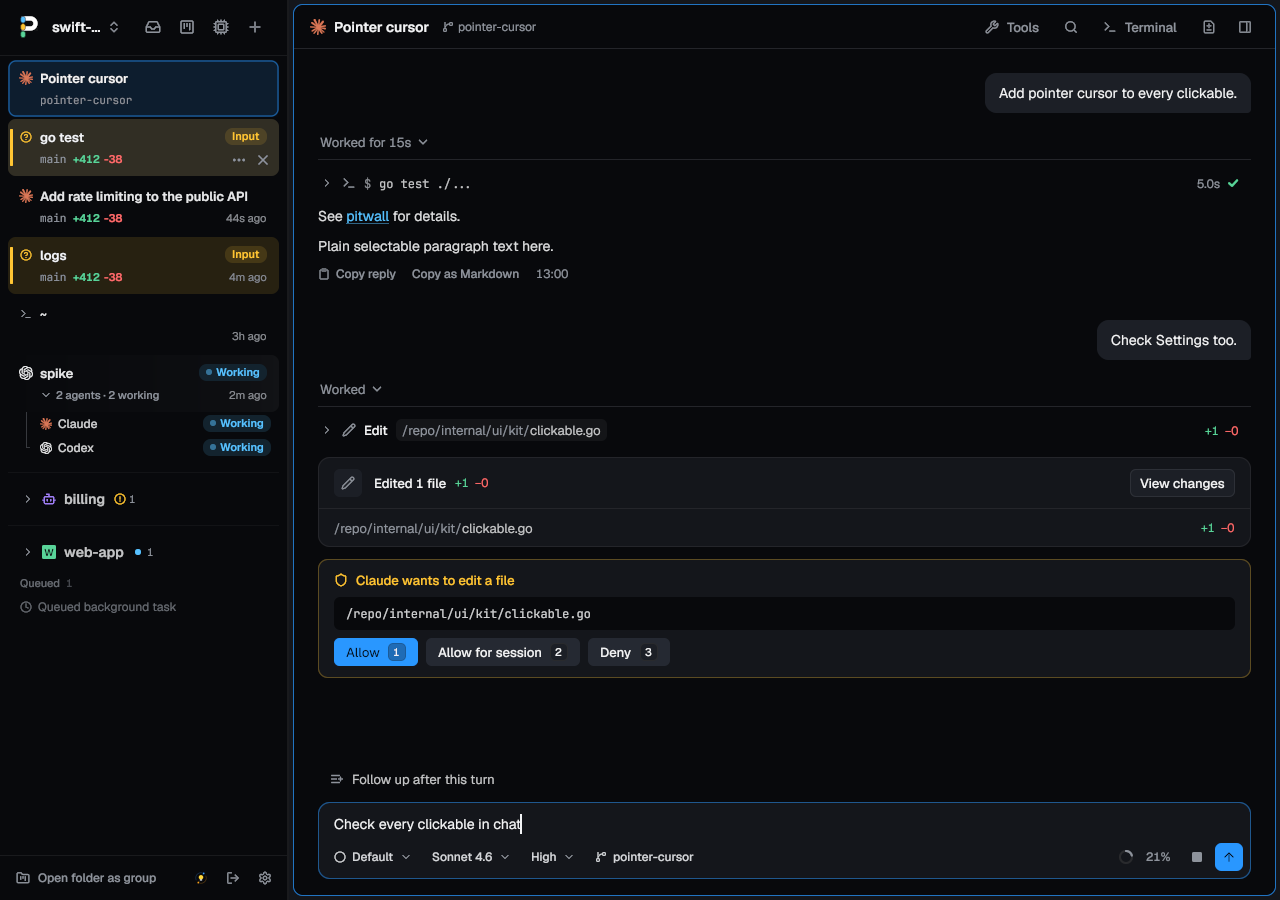 swift-...
Pointer cursor
pointer-cursor
go test
Input
main +412 -38
Add rate limiting to the public API
main +412 -38
44s ago
logs
Input
main +412 -38
4m ago
~
3h ago
spike
Working
2 agents · 2 working
2m ago
Claude
Working
Codex
Working
billing
1
W
web-app
1
Queued 1
Queued background task
Open folder as group
Pointer cursor
pointer-cursor
Tools
Terminal
Add pointer cursor to every clickable.
Worked for 15s
$ go test ./...
5.0s
See pitwall for details.
Plain selectable paragraph text here.
Copy reply
Copy as Markdown
13:00
Check Settings too.
Worked
Edit /repo/internal/ui/kit/clickable.go
+1 −0
Edited 1 file +1 −0
View changes
/repo/internal/ui/kit/clickable.go
+1 −0
Claude wants to edit a file
/repo/internal/ui/kit/clickable.go
Allow 1
Allow for session 2
Deny 3
Follow up after this turn
Check every clickable in chat
Default
Sonnet 4.6
High
pointer-cursor
21%